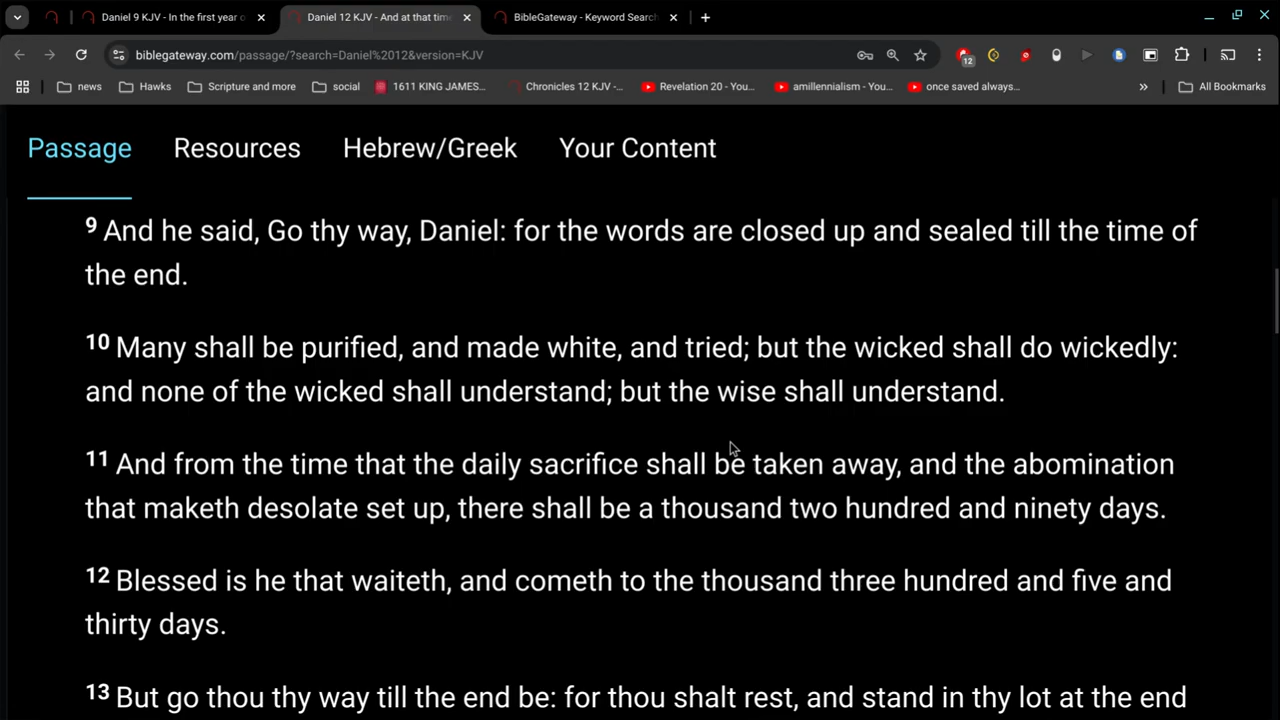 Daniel 9 KJV - In the first year o
Daniel 12 KJV - And at that time
BibleGateway - Keyword Search
biblegateway.com/passage/?search=Daniel%2012&version=KJV
12
news
Hawks
Scripture and more
social
1611 KING JAMES...
Chronicles 12 KJV -...
Revelation 20 - You...
amillennialism - You...
once saved always...
»
All Bookmarks
Passage
Resources
Hebrew/Greek
Your Content
9 And he said, Go thy way, Daniel: for the words are closed up and sealed till the time of
the end.
10 Many shall be purified, and made white, and tried; but the wicked shall do wickedly:
and none of the wicked shall understand; but the wise shall understand.
11 And from the time that the daily sacrifice shall be taken away, and the abomination
that maketh desolate set up, there shall be a thousand two hundred and ninety days.
12 Blessed is he that waiteth, and cometh to the thousand three hundred and five and
thirty days.
13 But go thou thy way till the end be: for thou shalt rest, and stand in thy lot at the end